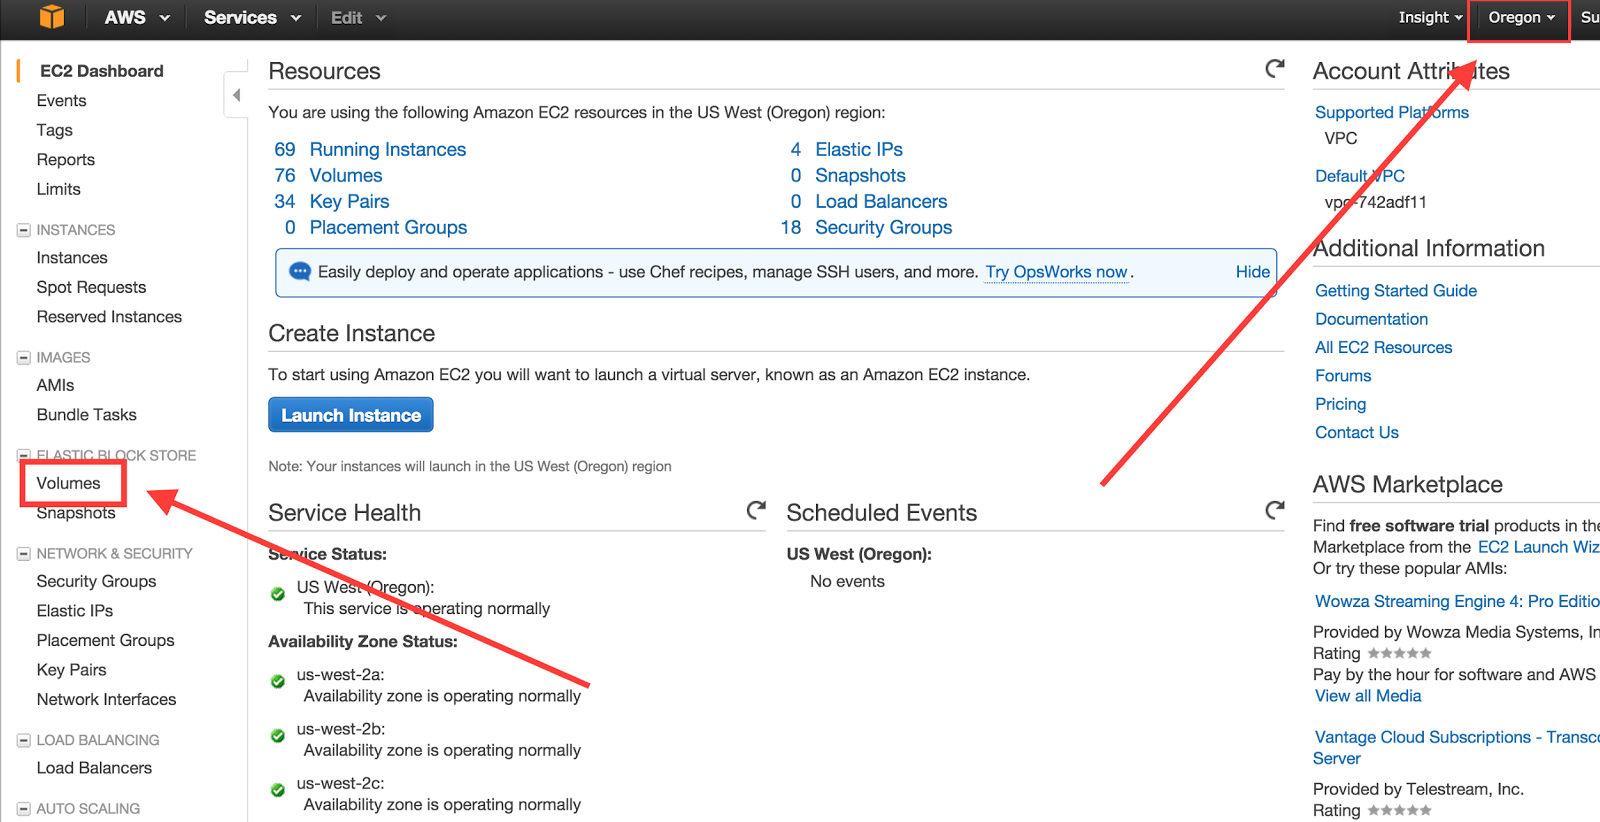 AWS Services Edit Insight Oregon Su
EC2 Dashboard
Events
Tags
Reports
Limits
INSTANCES
Instances
Spot Requests
Reserved Instances
IMAGES
AMIs
Bundle Tasks
ELASTIC BLOCK STORE
Volumes
Snapshots
NETWORK & SECURITY
Security Groups
Elastic IPs
Placement Groups
Key Pairs
Network Interfaces
LOAD BALANCING
Load Balancers
AUTO SCALING
Resources
You are using the following Amazon EC2 resources in the US West (Oregon) region:
69 Running Instances
76 Volumes
34 Key Pairs
0 Placement Groups
4 Elastic IPs
0 Snapshots
0 Load Balancers
18 Security Groups
Easily deploy and operate applications - use Chef recipes, manage SSH users, and more. Try OpsWorks now. Hide
Create Instance
To start using Amazon EC2 you will want to launch a virtual server, known as an Amazon EC2 instance.
Launch Instance
Note: Your instances will launch in the US West (Oregon) region
Service Health
Service Status:
US West (Oregon):
This service is operating normally
Availability Zone Status:
us-west-2a:
Availability zone is operating normally
us-west-2b:
Availability zone is operating normally
us-west-2c:
Availability zone is operating normally
Scheduled Events
US West (Oregon):
No events
Account Attributes
Supported Platforms
VPC
Default VPC
vpc-742adf11
Additional Information
Getting Started Guide
Documentation
All EC2 Resources
Forums
Pricing
Contact Us
AWS Marketplace
Find free software trial products in the
Marketplace from the EC2 Launch Wiz
Or try these popular AMIs:
Wowza Streaming Engine 4: Pro Editio
Provided by Wowza Media Systems, In
Rating
Pay by the hour for software and AWS
View all Media
Vantage Cloud Subscriptions - Transco
Server
Provided by Telestream, Inc.
Rating